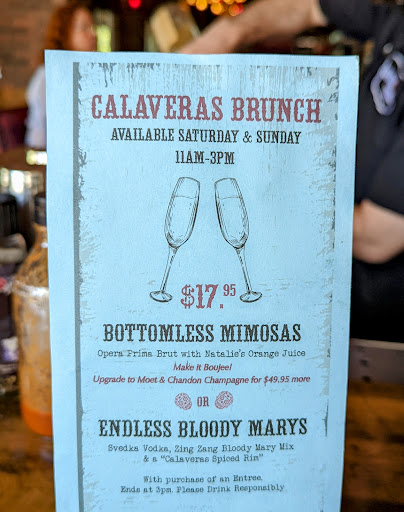 CALAVERAS BRUNCH
AVAILABLE SATURDAY & SUNDAY
11AM-3PM
$17.95
BOTTOMLESS MIMOSAS
Opera Prima Brut with Natalie's Orange Juice
Make It Boujee!
Upgrade to Moet & Chandon Champagne for $49.95 more
OR
ENDLESS BLOODY MARYS
Svedka Vodka, Zing Zang Bloody Mary Mix
& a "Calaveras Spiced Rim"
With purchase of an Entree.
Ends at 3pm. Please Drink Responsibly